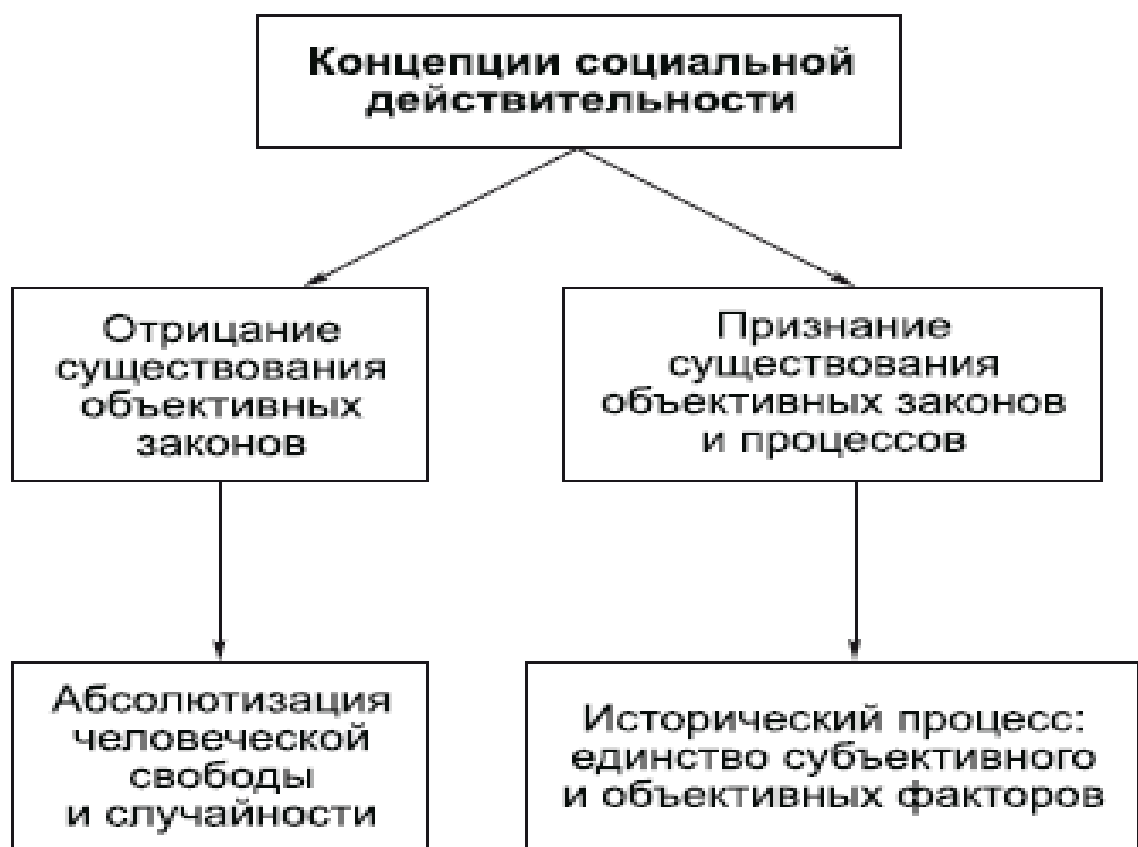 Концепции социальной
действительности
Отрицание
существования
объективных
законов
Признание
существования
объективных законов
и процессов
Абсолютизация
человеческой
свободы
и случайности
Исторический процесс:
единство субъективного
и объективных факторов